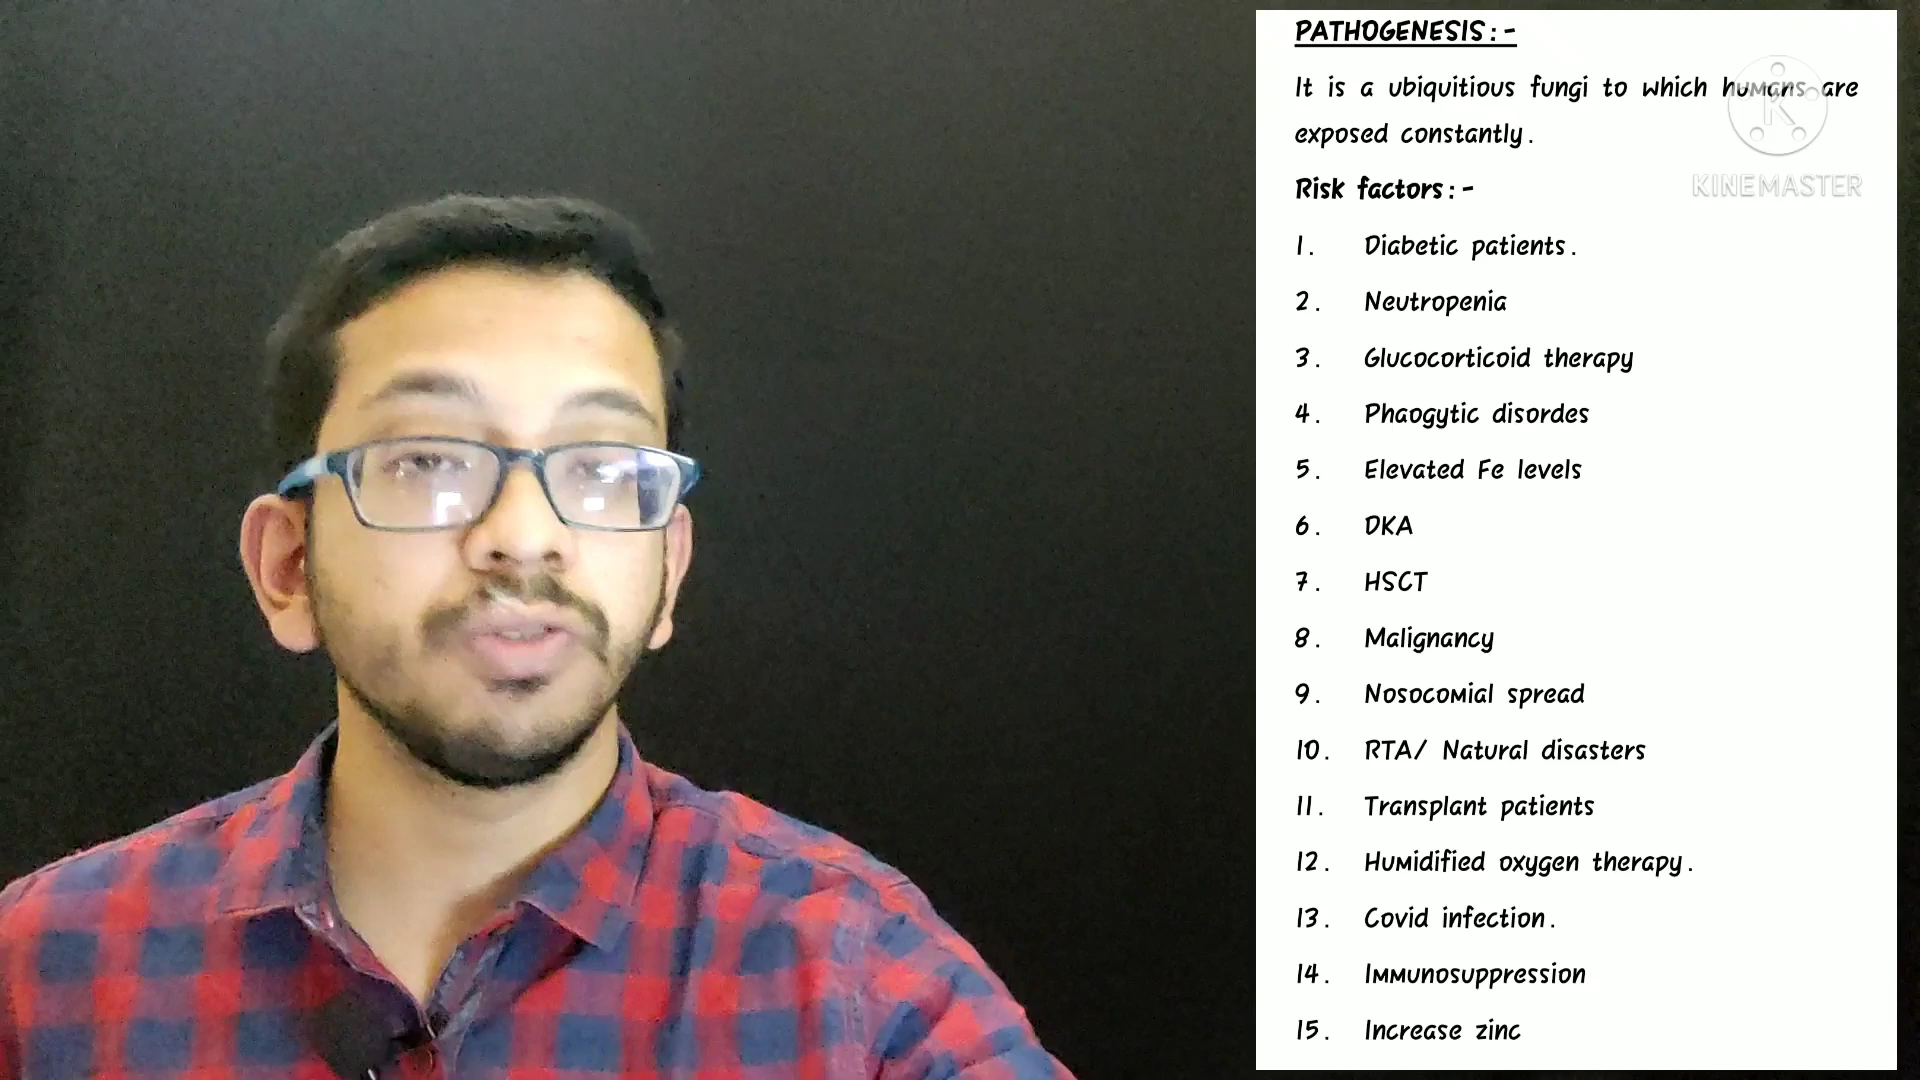 PATHOGENESIS:-
It is a ubiquitious fungi to which humans are
exposed constantly.
Risk factors:-
1. Diabetic patients.
2. Neutropenia
3. Glucocorticoid therapy
4. Phaogytic disordes
5. Elevated Fe levels
6. DKA
7. HSCT
8. Malignancy
9. Nosocomial spread
10. RTA/ Natural disasters
11. Transplant patients
12. Humidified oxygen therapy.
13. Covid infection.
14. Immunosuppression
15. Increase zinc
K
KINEMASTER